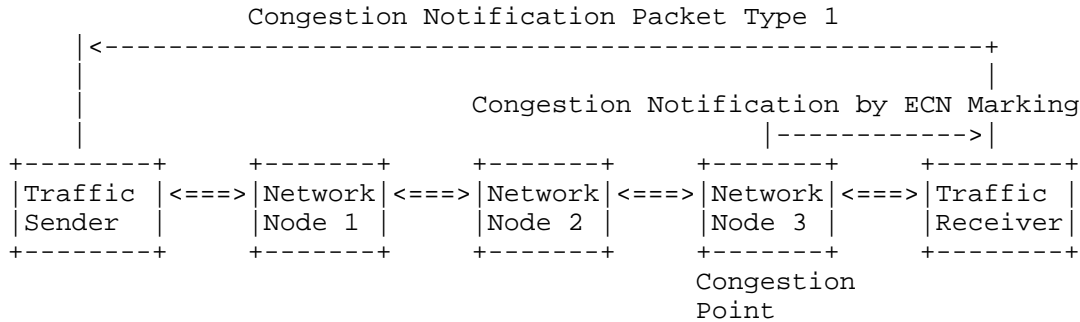 Congestion Notification Packet Type 1
|<-------------------------------------------------------+
| |
| Congestion Notification by ECN Marking
| |------------>|
+--------+ +-------+ +-------+ +-------+ +--------+
|Traffic |<===>|Network|<===>|Network|<===>|Network|<===>|Traffic |
|Sender | |Node 1 | |Node 2 | |Node 3 | |Receiver|
+--------+ +-------+ +-------+ +-------+ +--------+
Congestion
Point